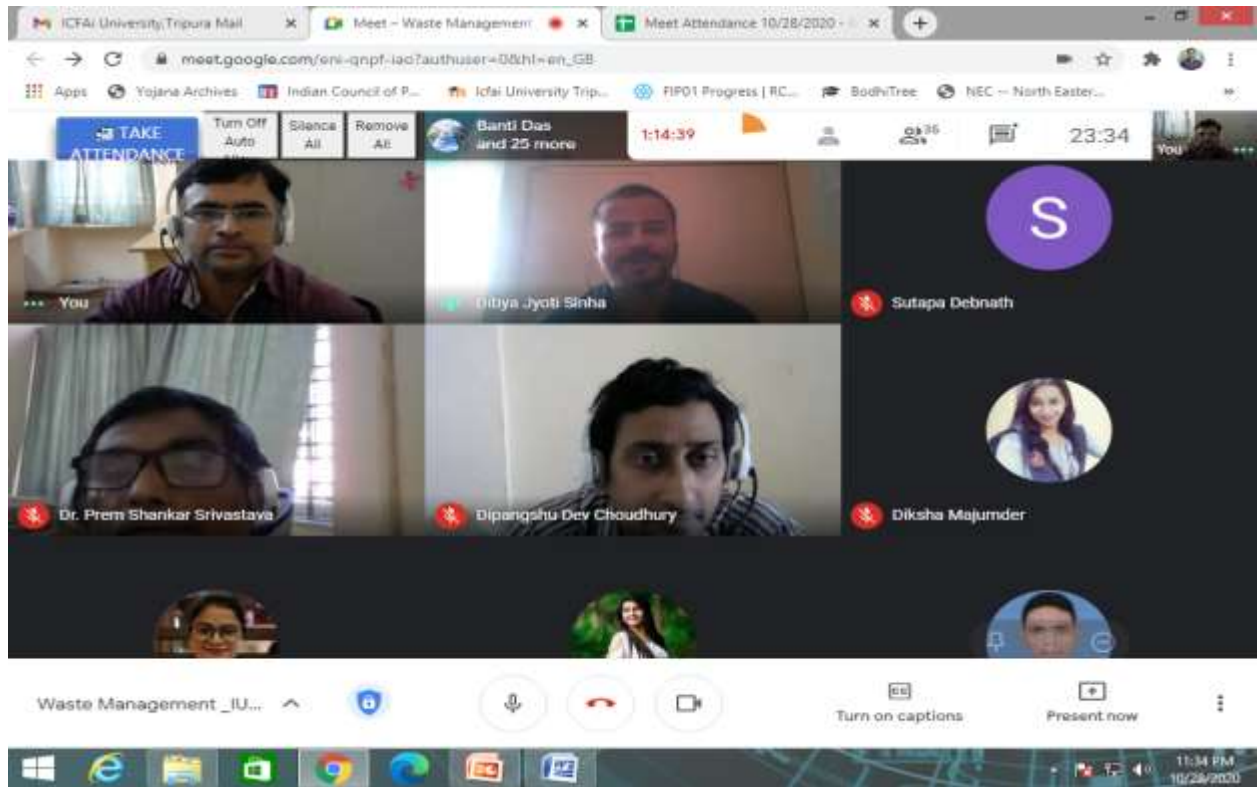 ICFAI University,Tripura Mail
Meet – Waste Management
Meet Attendance 10/28/2020 -
meet.google.com/eni-qnpf-iao?authuser=0&hl=en_GB
Apps Yojana Archives Indian Council of P... Icfai University Trip... FIP01 Progress | RC... BodhiTree NEC -- North Easter...
TAKE ATTENDANCE
Turn Off Auto
Silence All
Remove All
Banti Das and 25 more
1:14:39
36
23:34
You
You
Ditiya Jyoti Sinha
S
Sutapa Debnath
Dr. Prem Shankar Srivastava
Dipangshu Dev Choudhury
Diksha Majumder
Waste Management _IU...
CC
Turn on captions
Present now
11:34 PM
10/28/2020